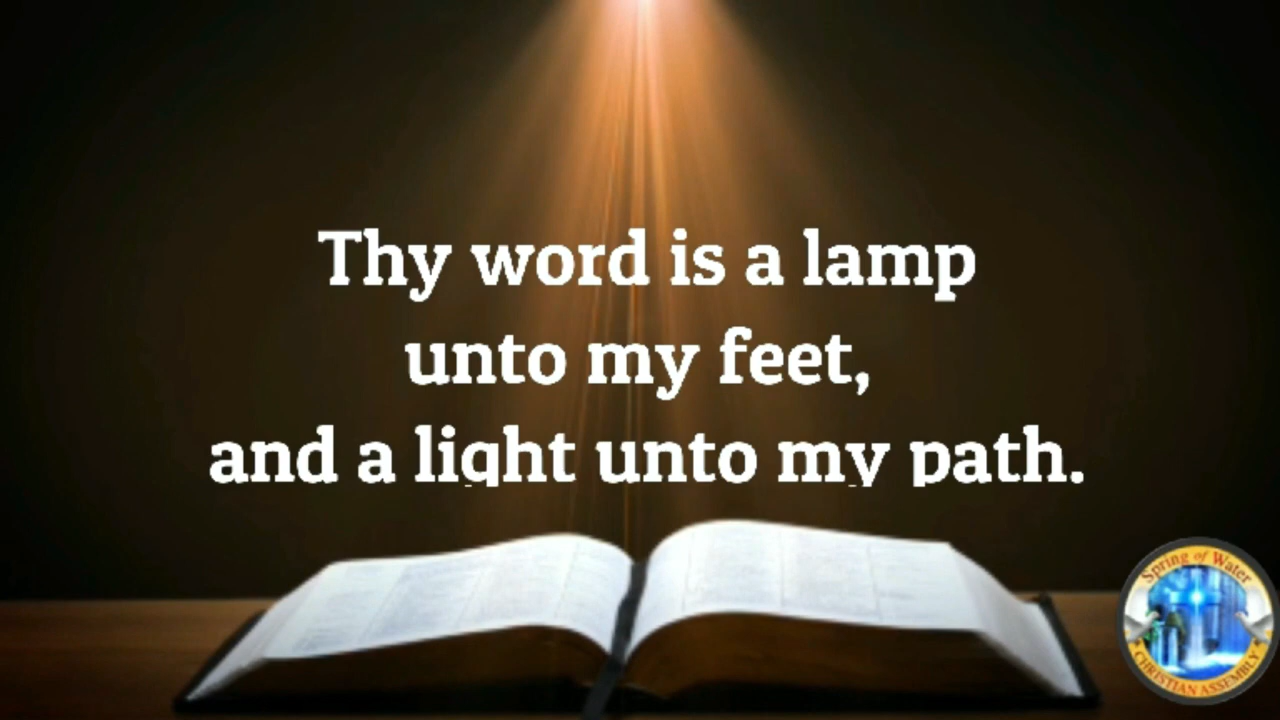 Thy word is a lamp
unto my feet,
and a light unto my path.
Spring of Water
CHRISTIAN ASSEMBLY